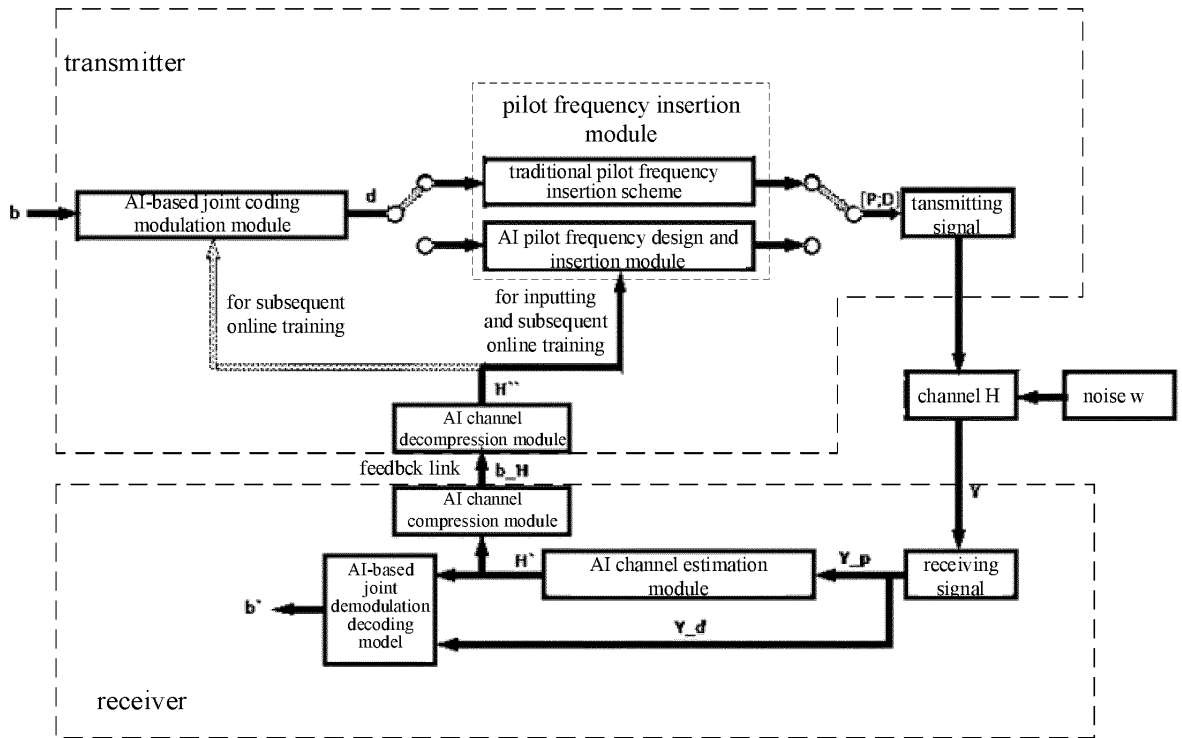 transmitter
pilot frequency insertion
module
traditional pilot frequency
insertion scheme
b
AI-based joint coding
modulation module
d
[P;D]
tansmitting
signal
AI pilot frequency design and
insertion module
for subsequent
online training
for inputting
and subsequent
online training
H``
channel H
noise w
AI channel
decompression module
feedbck link
b_H
AI channel
compression module
Y
AI-based
joint
demodulation
decoding
model
b`
H`
AI channel estimation
module
Y_p
receiving
signal
Y_d
receiver